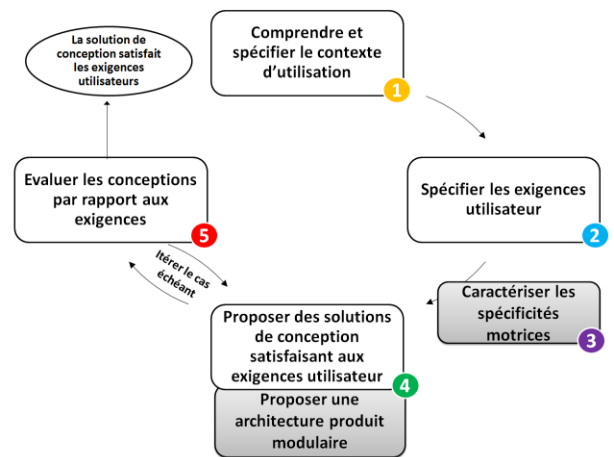 La solution de
conception satisfait
les exigences
utilisateurs
Comprendre et
spécifier le contexte
d'utilisation
1
Spécifier les exigences
utilisateur
2
Caractériser les
spécificités
motrices
3
Proposer des solutions
de conception
satisfaisant aux
exigences utilisateur
4
Proposer une
architecture produit
modulaire
Evaluer les conceptions
par rapport aux
exigences
5
Itérer le cas
échéant